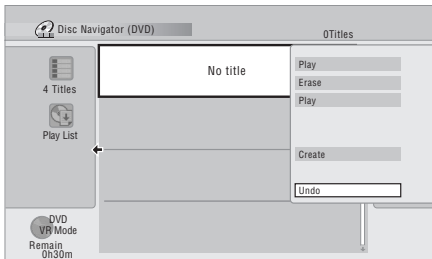 Disc Navigator (DVD)
0Titles
4 Titles
Play List
No title
Play
Erase
Play
Create
Undo
DVD
VR Mode
Remain
0h30m